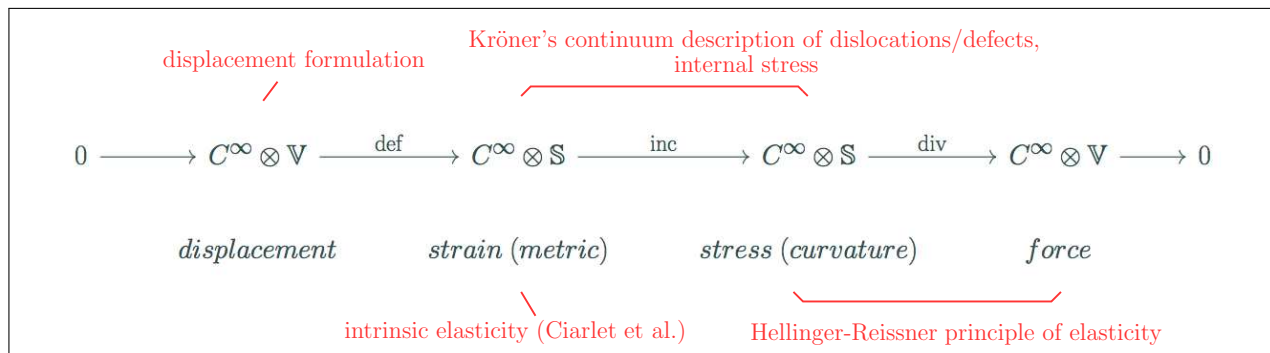 Kröner's continuum description of dislocations/defects,
displacement formulation
internal stress
0 → C^∞ ⊗ 𝕍 →def C^∞ ⊗ 𝕊 →inc C^∞ ⊗ 𝕊 →div C^∞ ⊗ 𝕍 → 0
displacement strain (metric) stress (curvature) force
intrinsic elasticity (Ciarlet et al.) Hellinger-Reissner principle of elasticity